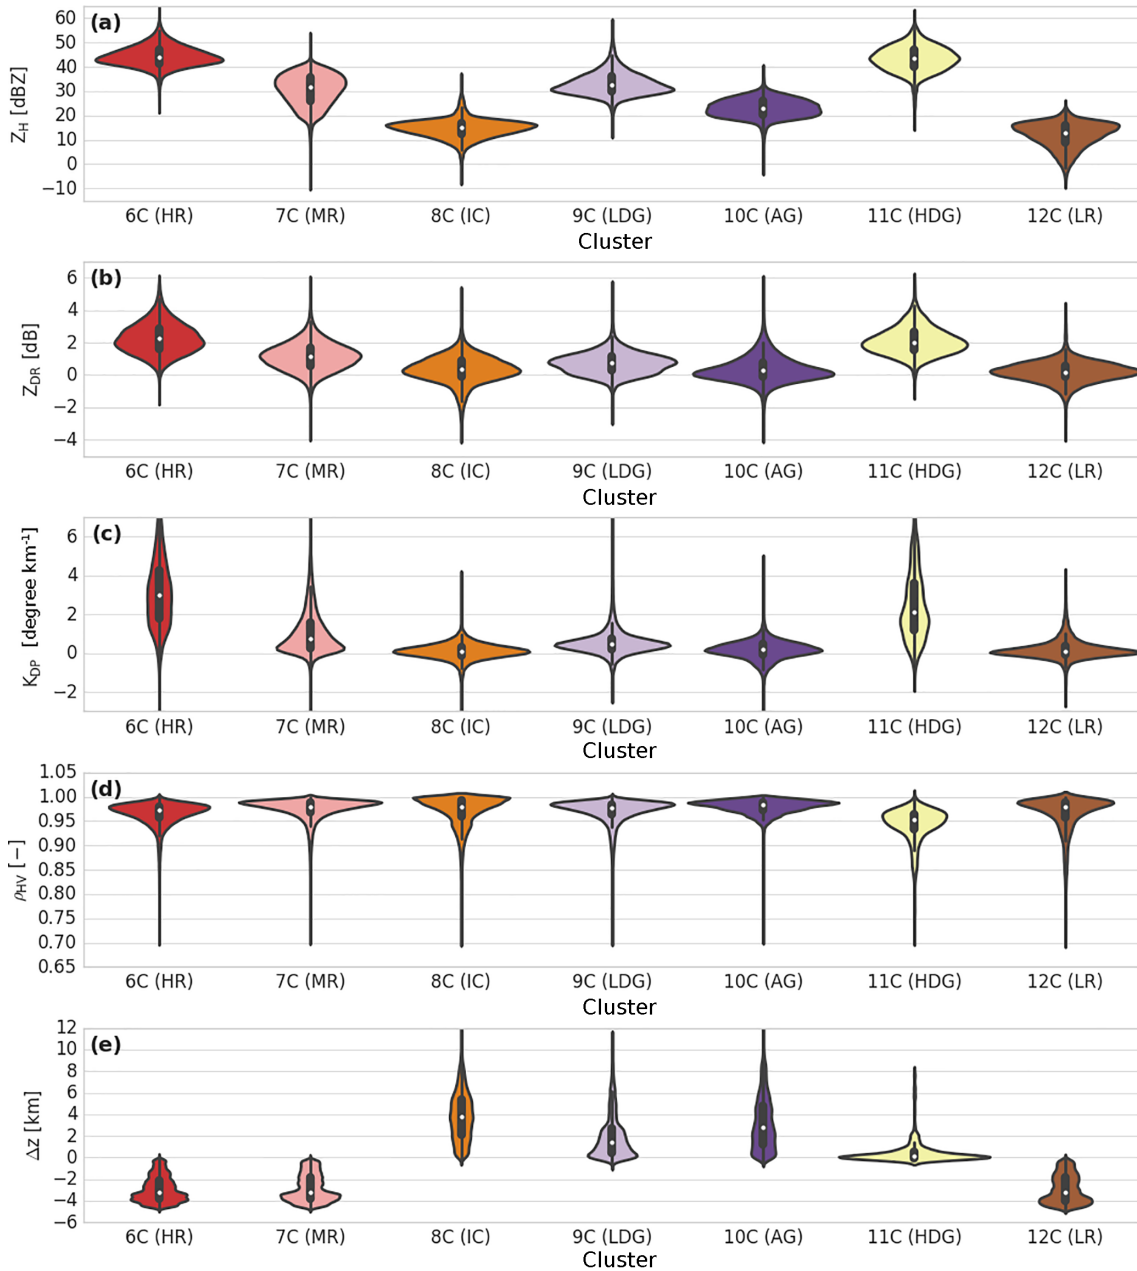 (a)
Z_H [dBZ]
60
50
40
30
20
10
0
−10
6C (HR) 7C (MR) 8C (IC) 9C (LDG) 10C (AG) 11C (HDG) 12C (LR)
Cluster
(b)
Z_DR [dB]
6
4
2
0
−2
−4
6C (HR) 7C (MR) 8C (IC) 9C (LDG) 10C (AG) 11C (HDG) 12C (LR)
Cluster
(c)
K_DP [degree km⁻¹]
6
4
2
0
−2
6C (HR) 7C (MR) 8C (IC) 9C (LDG) 10C (AG) 11C (HDG) 12C (LR)
Cluster
(d)
ρ_HV [−]
1.05
1.00
0.95
0.90
0.85
0.80
0.75
0.70
0.65
6C (HR) 7C (MR) 8C (IC) 9C (LDG) 10C (AG) 11C (HDG) 12C (LR)
Cluster
(e)
Δz [km]
12
10
8
6
4
2
0
−2
−4
−6
6C (HR) 7C (MR) 8C (IC) 9C (LDG) 10C (AG) 11C (HDG) 12C (LR)
Cluster